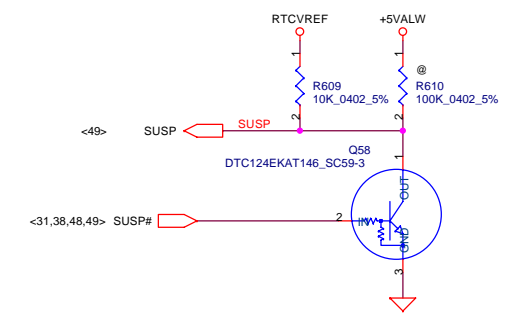 RTCVREF
+5VALW
1
1
@
R609
10K_0402_5%
R610
100K_0402_5%
2
2
<49>
SUSP
SUSP
Q58
DTC124EKAT146_SC59-3
1
OUT
<31,38,48,49>
SUSP#
2
IN
GND
3